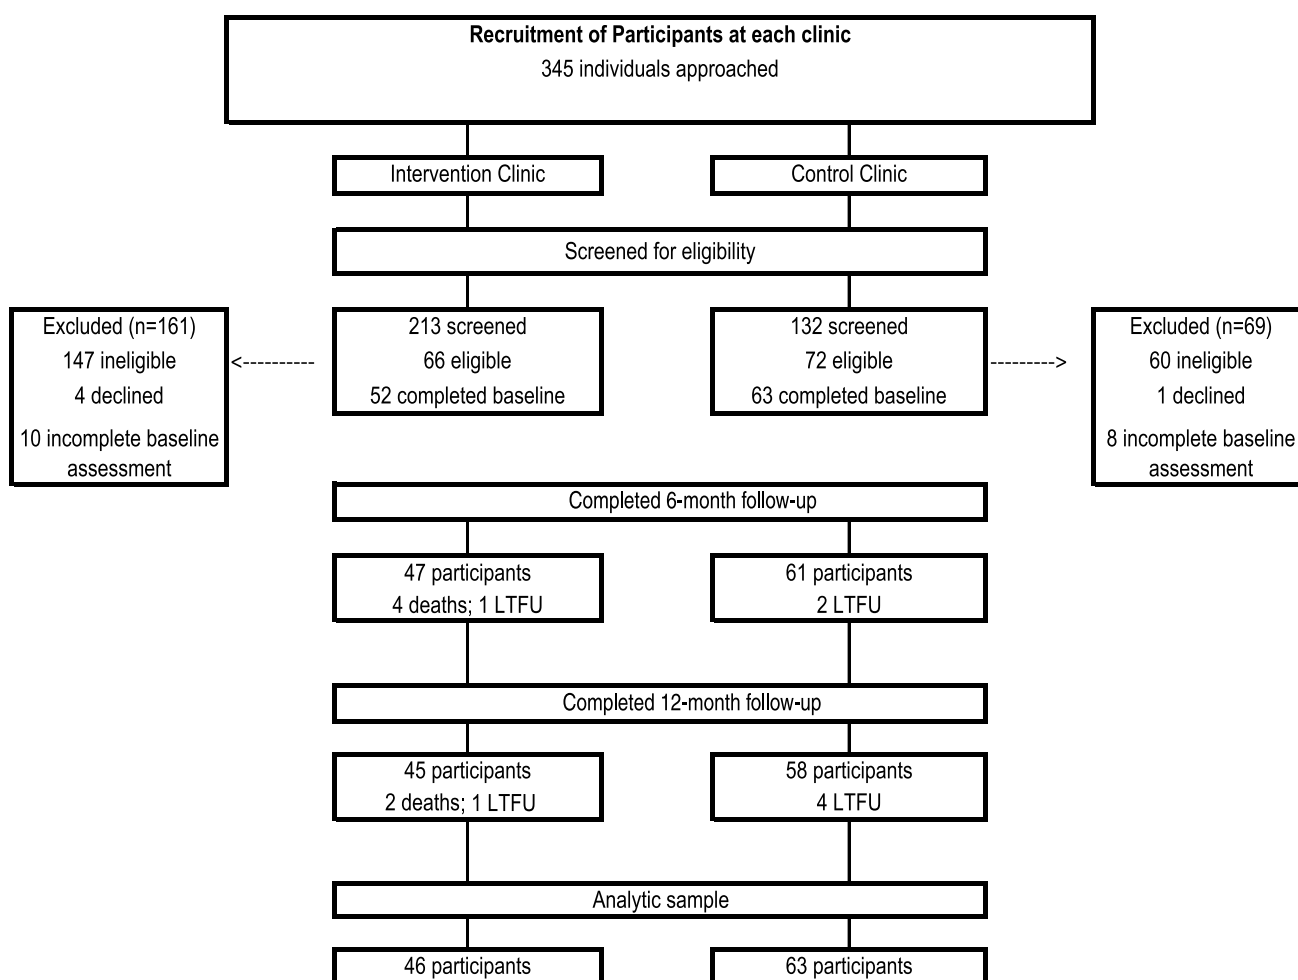 Recruitment of Participants at each clinic
345 individuals approached
Intervention Clinic
Control Clinic
Screened for eligibility
Excluded (n=161)
147 ineligible
4 declined
10 incomplete baseline
assessment
<----------
213 screened
66 eligible
52 completed baseline
132 screened
72 eligible
63 completed baseline
---------->
Excluded (n=69)
60 ineligible
1 declined
8 incomplete baseline
assessment
Completed 6-month follow-up
47 participants
4 deaths; 1 LTFU
61 participants
2 LTFU
Completed 12-month follow-up
45 participants
2 deaths; 1 LTFU
58 participants
4 LTFU
Analytic sample
46 participants
63 participants